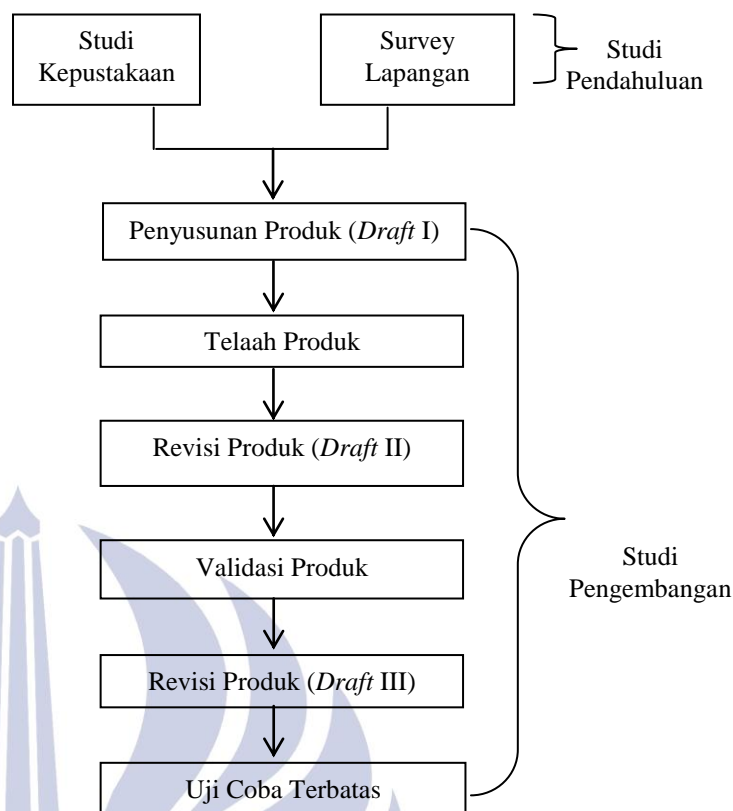 Studi
Kepustakaan
Survey
Lapangan
Studi
Pendahuluan
Penyusunan Produk (Draft I)
Telaah Produk
Revisi Produk (Draft II)
Validasi Produk
Studi
Pengembangan
Revisi Produk (Draft III)
Uji Coba Terbatas